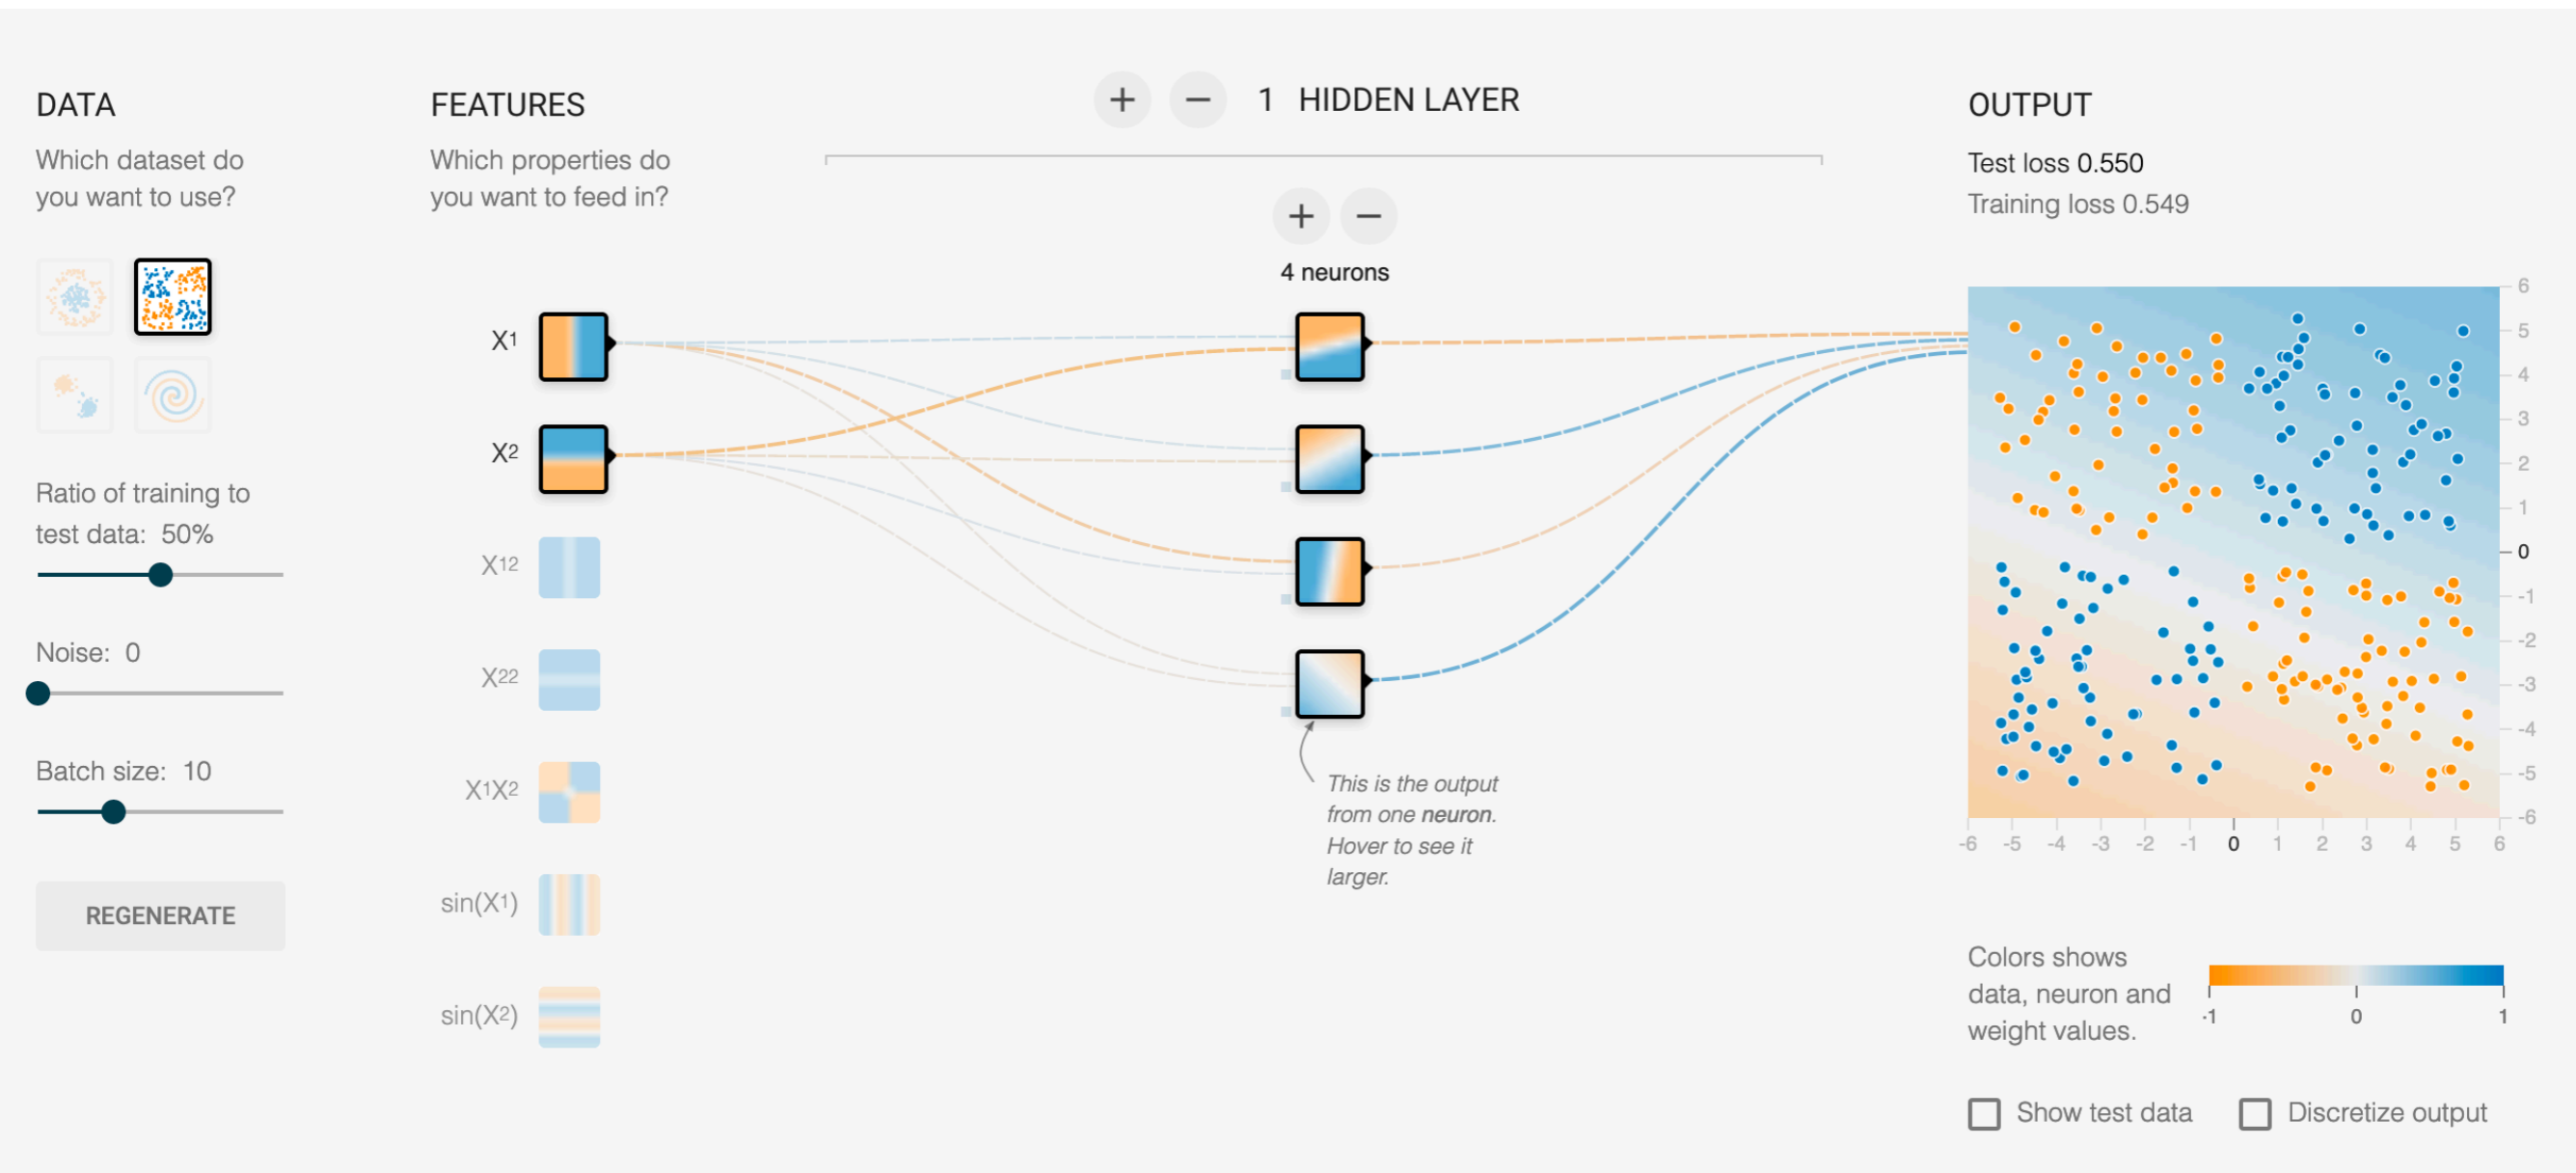 DATA
Which dataset do
you want to use?
Ratio of training to
test data: 50%
Noise: 0
Batch size: 10
REGENERATE
FEATURES
Which properties do
you want to feed in?
X1
X2
X12
X22
X1X2
sin(X1)
sin(X2)
+ − 1 HIDDEN LAYER
+ −
4 neurons
This is the output
from one neuron.
Hover to see it
larger.
OUTPUT
Test loss 0.550
Training loss 0.549
6
5
4
3
2
1
0
-1
-2
-3
-4
-5
-6
-6 -5 -4 -3 -2 -1 0 1 2 3 4 5 6
Colors shows
data, neuron and
weight values.
-1 0 1
Show test data Discretize output